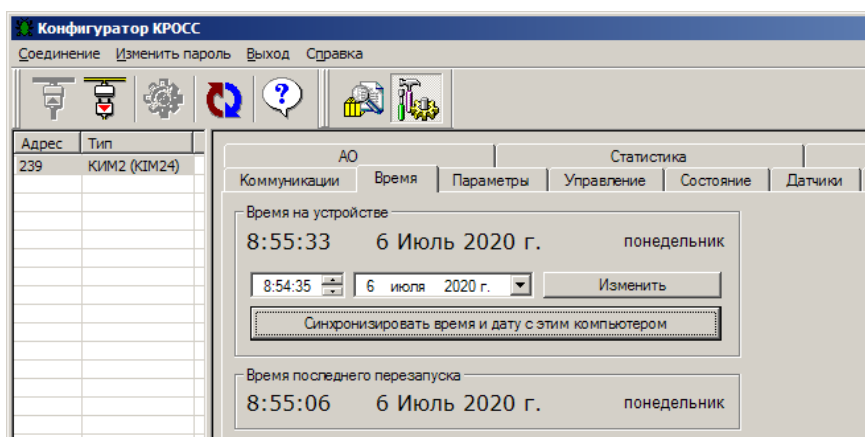 Конфигуратор КРОСС
Соединение Изменить пароль Выход Справка
Адрес Тип
239 КИМ2 (KIM24)
АО Статистика
Коммуникации Время Параметры Управление Состояние Датчики
Время на устройстве
8:55:33 6 Июль 2020 г. понедельник
8:54:35 6 июля 2020 г. Изменить
Синхронизировать время и дату с этим компьютером
Время последнего перезапуска
8:55:06 6 Июль 2020 г. понедельник